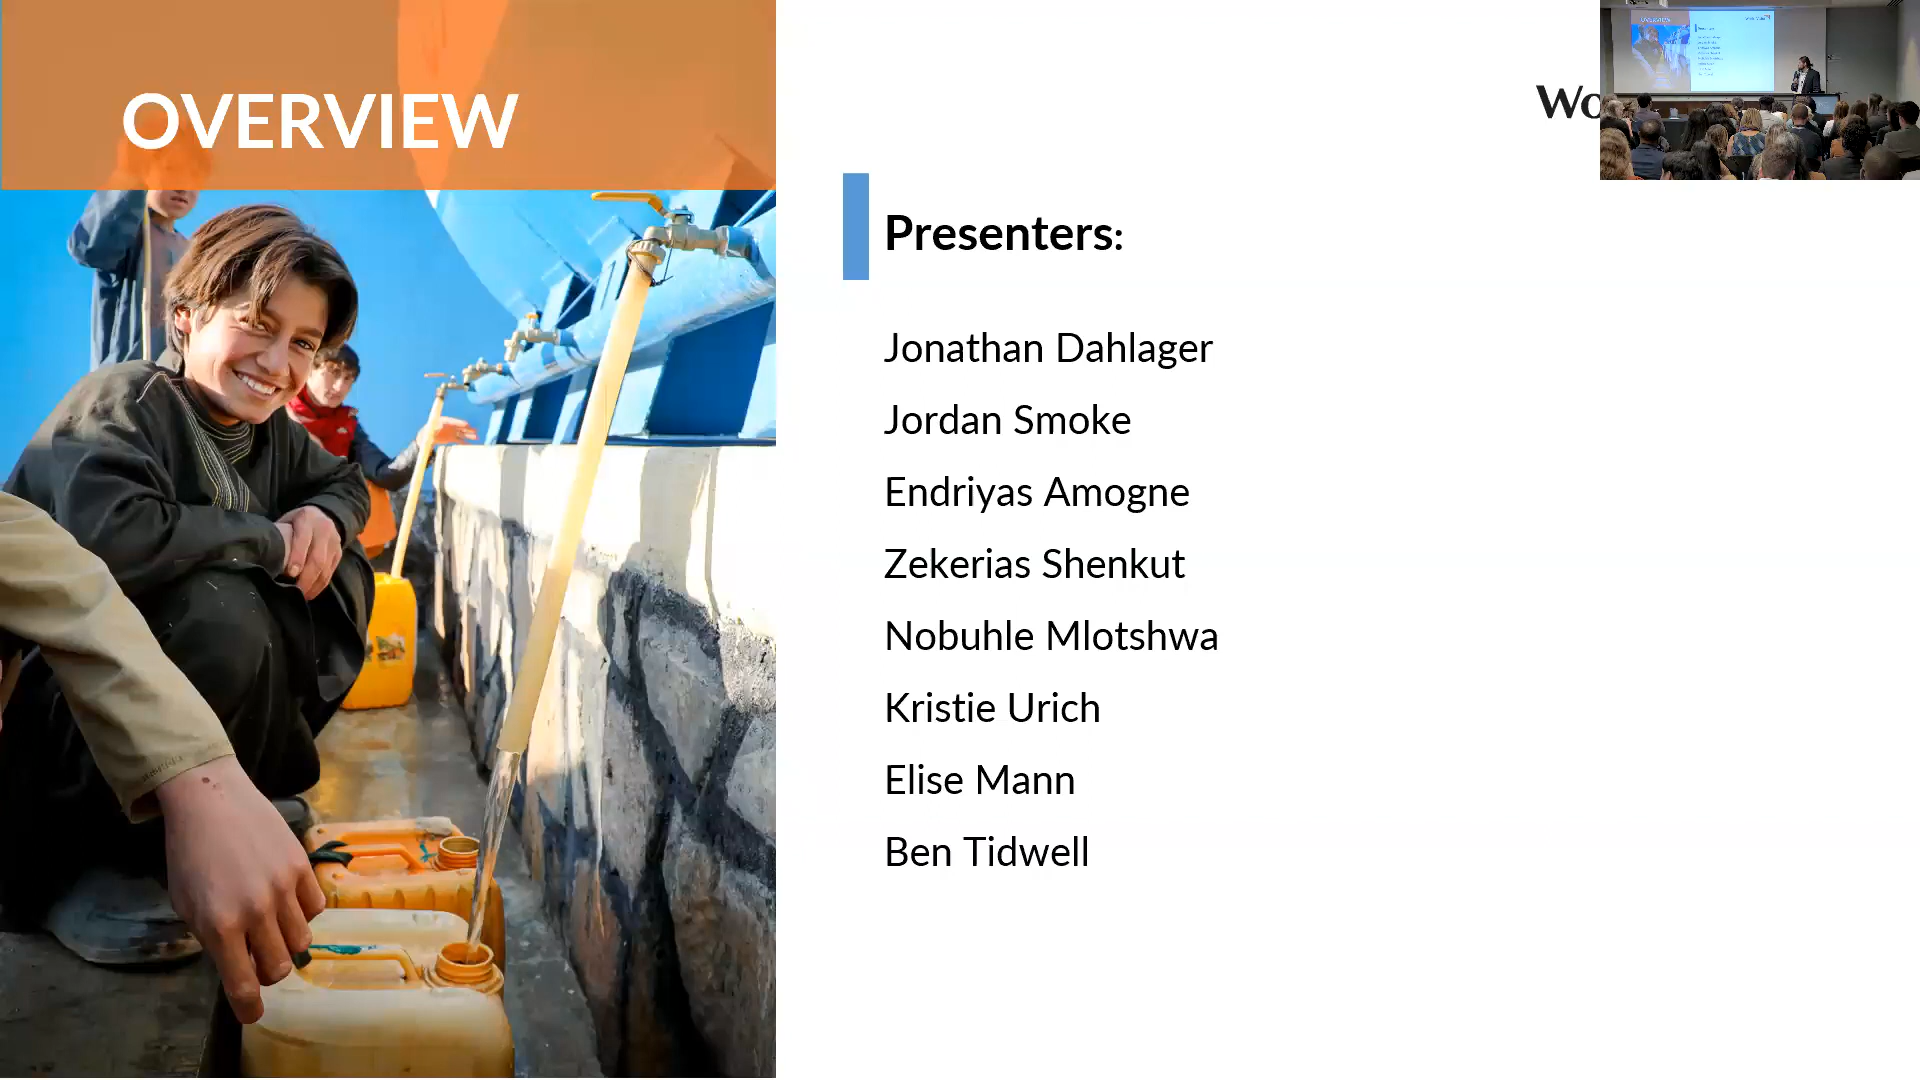 OVERVIEW
Presenters:
Jonathan Dahlager
Jordan Smoke
Endriyas Amogne
Zekerias Shenkut
Nobuhle Mlotshwa
Kristie Urich
Elise Mann
Ben Tidwell